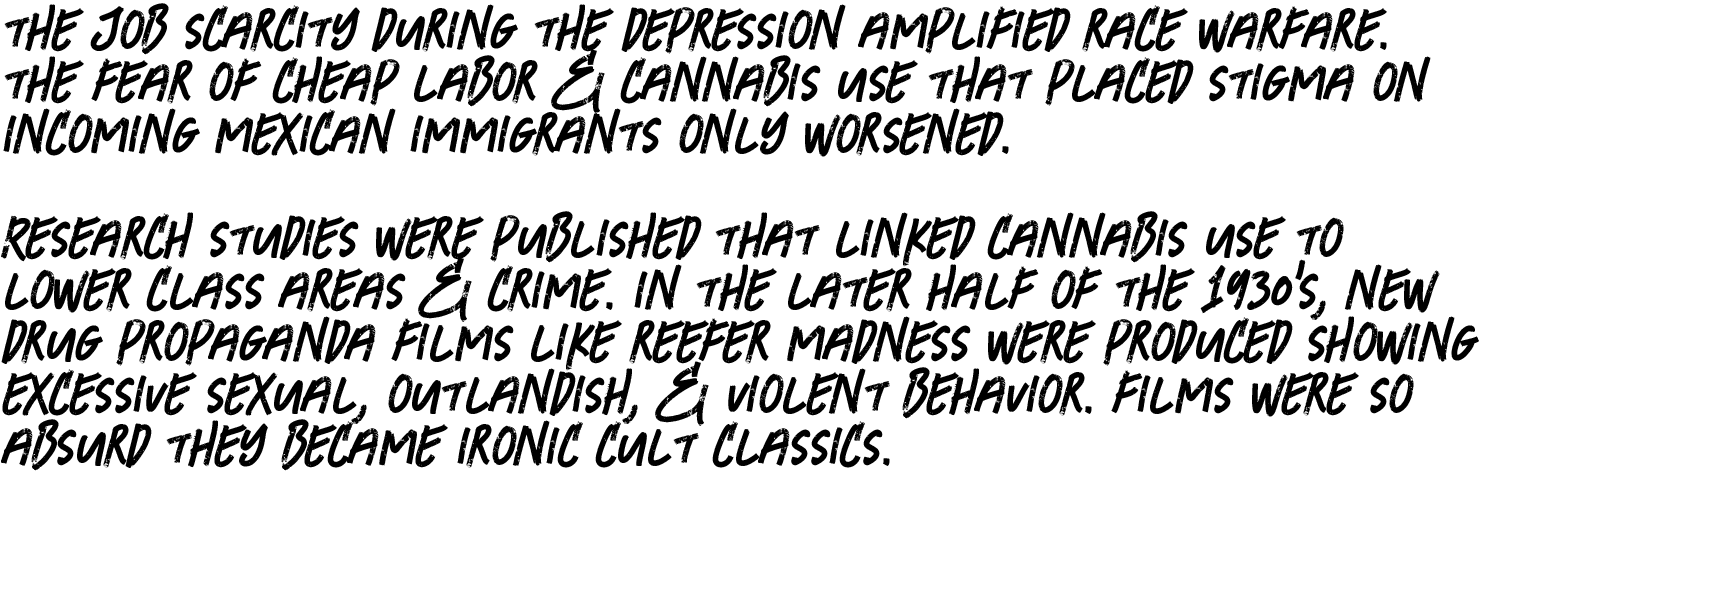 THE JOB SCARCITY DURING THE DEPRESSION AMPLIFIED RACE WARFARE.
THE FEAR OF CHEAP LABOR & CANNABIS USE THAT PLACED STIGMA ON
INCOMING MEXICAN IMMIGRANTS ONLY WORSENED.
RESEARCH STUDIES WERE PUBLISHED THAT LINKED CANNABIS USE TO
LOWER CLASS AREAS & CRIME. IN THE LATER HALF OF THE 1930'S, NEW
DRUG PROPAGANDA FILMS LIKE REEFER MADNESS WERE PRODUCED SHOWING
EXCESSIVE SEXUAL, OUTLANDISH, & VIOLENT BEHAVIOR. FILMS WERE SO
ABSURD THEY BECAME IRONIC CULT CLASSICS.